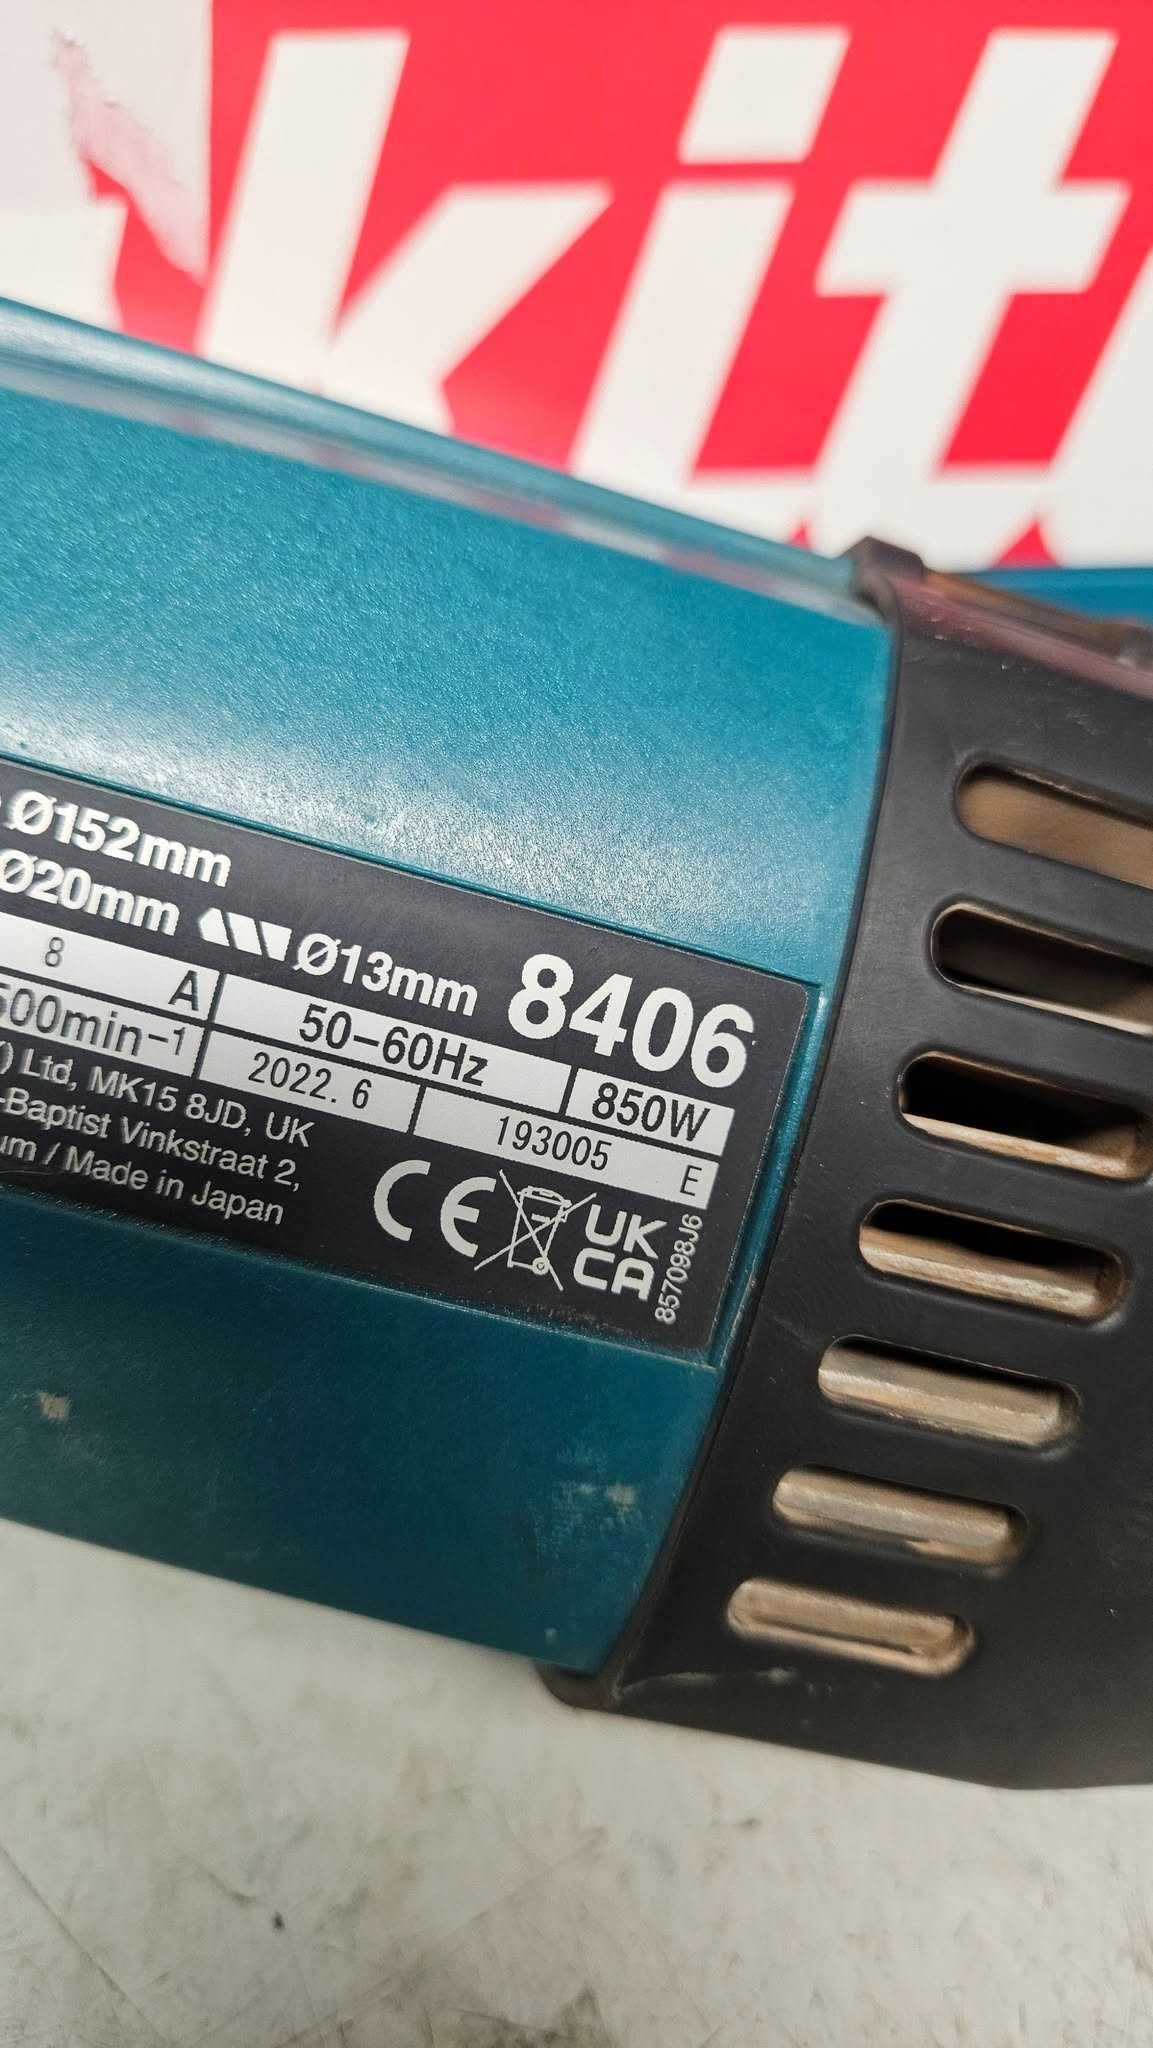 kit
Ø152mm
Ø20mm Ø13mm 8406
8 A 50-60Hz 850W
500min-1 2022.6 193005 E
) Ltd, MK15 8JD, UK
-Baptist Vinkstraat 2,
um / Made in Japan
CE UK
CA
857098J6